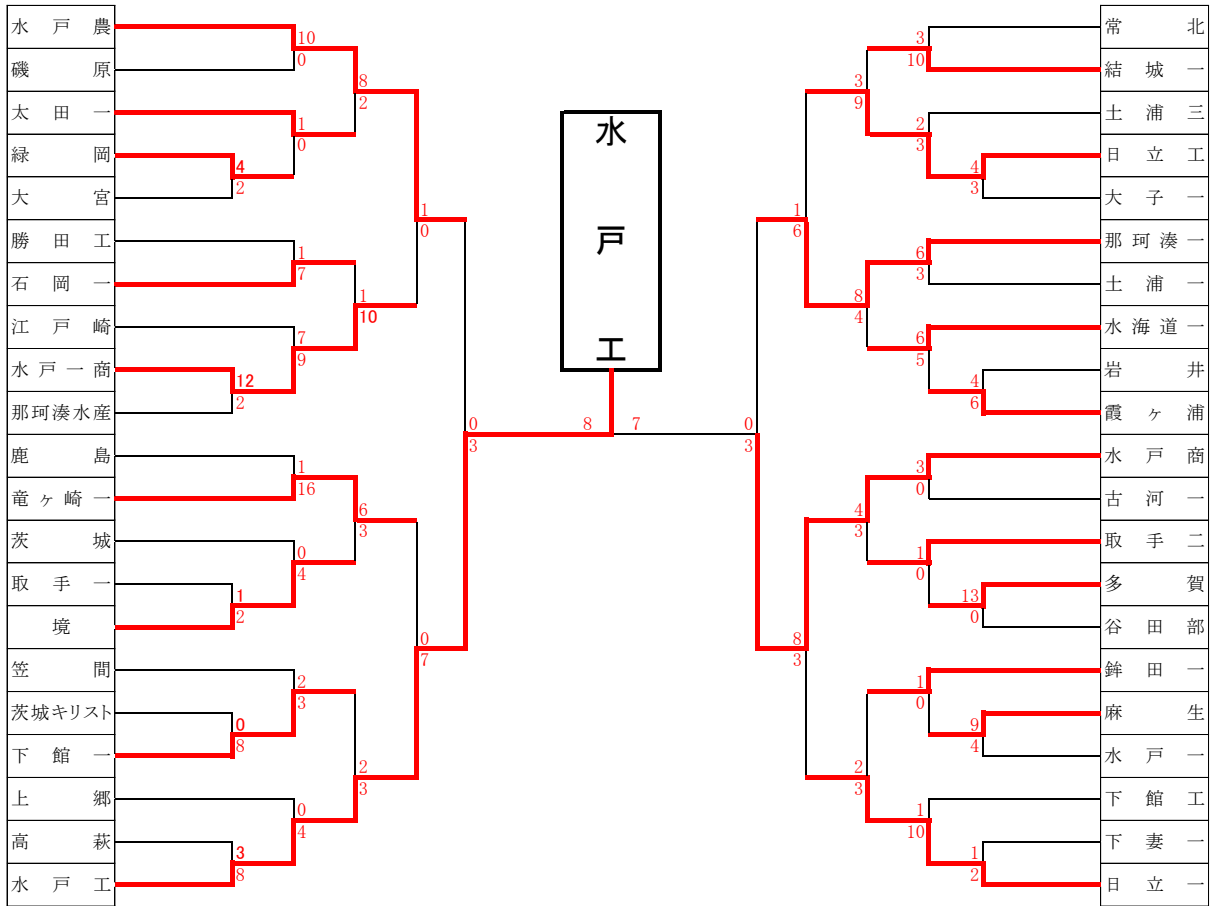 水戸農
磯原
太田一
緑岡
大宮
勝田工
石岡一
江戸崎
水戸一商
那珂湊水産
鹿島
竜ヶ崎一
茨城
取手一
境
笠間
茨城キリスト
下館一
上郷
高萩
水戸工
10
0
1
0
4
2
1
7
7
9
12
2
1
16
0
4
1
2
2
3
0
8
0
4
3
8
8
2
1
10
6
3
2
3
1
0
0
7
0
3
8
7
水戸工
0
3
1
6
8
3
3
9
8
4
4
3
2
3
3
10
2
3
4
3
6
3
6
5
4
6
3
0
1
0
13
0
1
0
9
4
1
10
1
2
常北
結城一
土浦三
日立工
大子一
那珂湊一
土浦一
水海道一
岩井
霞ヶ浦
水戸商
古河一
取手二
多賀
谷田部
鉾田一
麻生
水戸一
下館工
下妻一
日立一